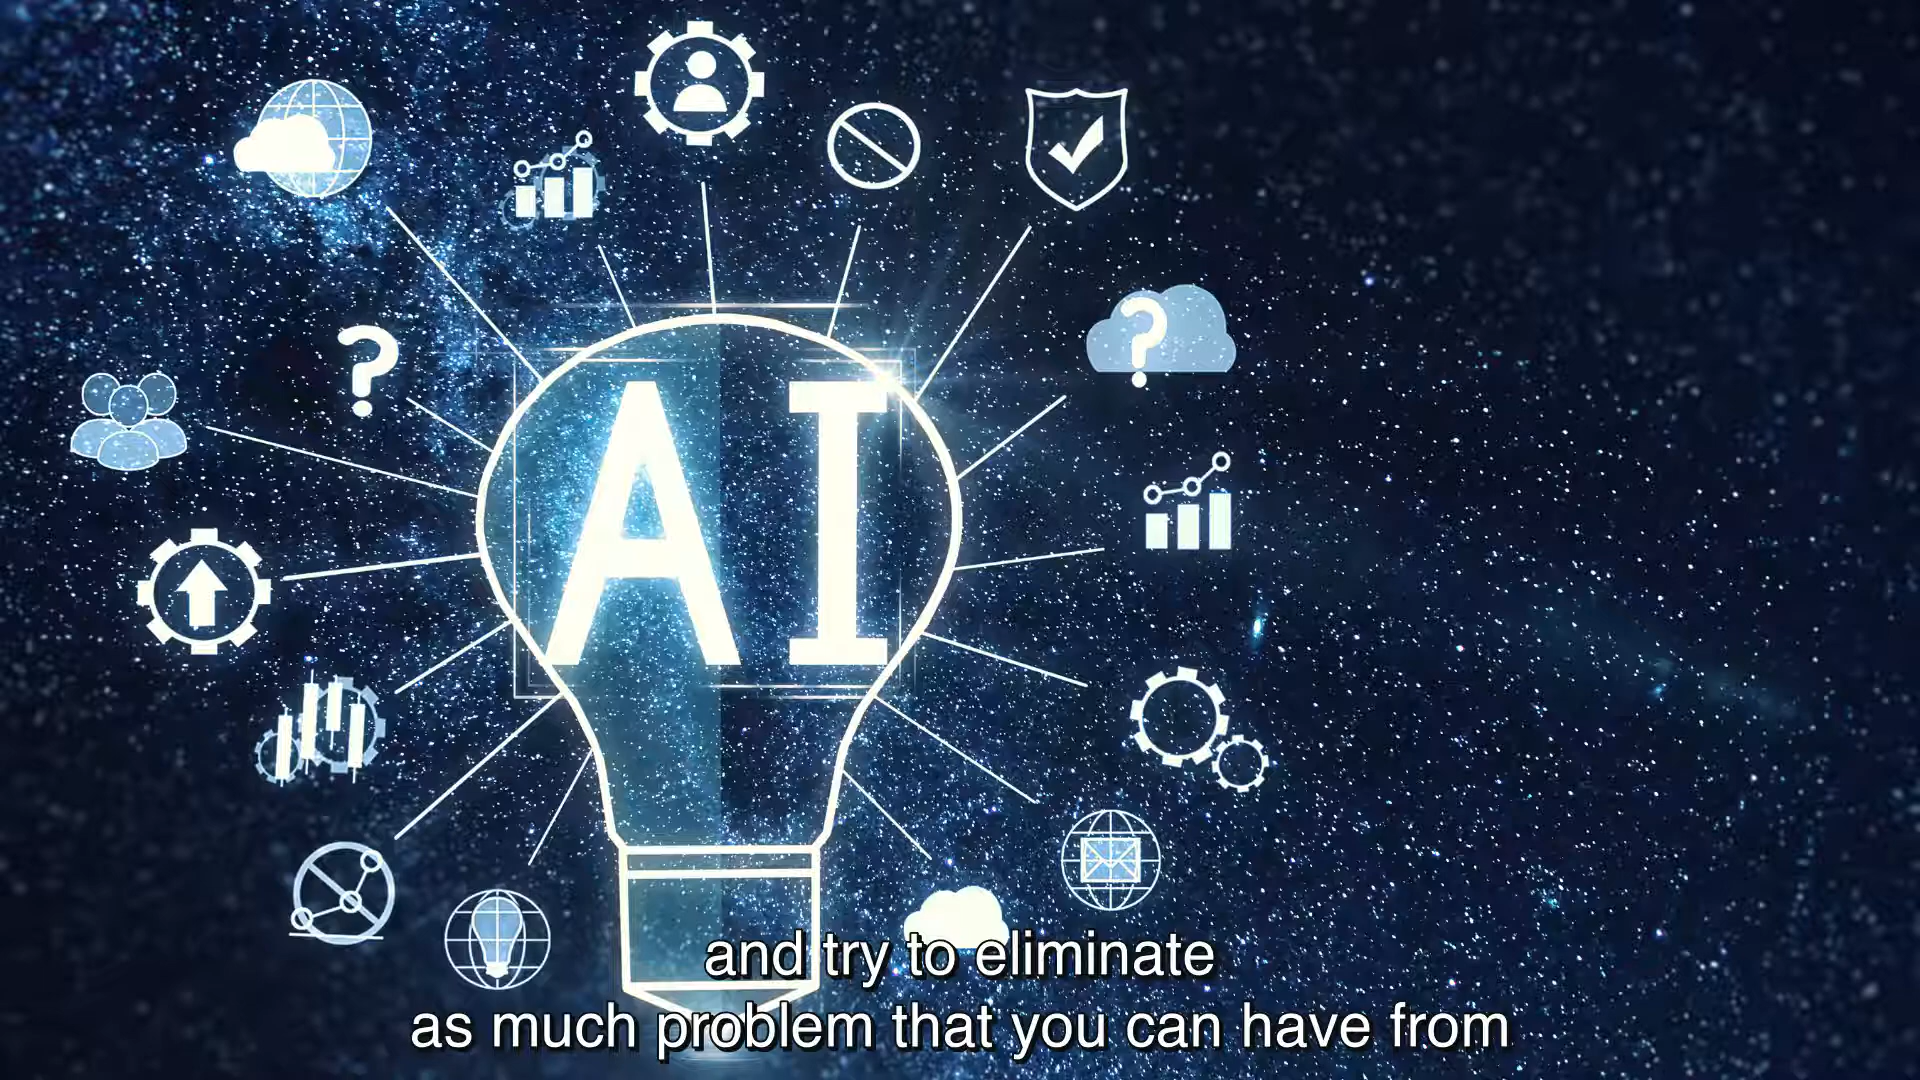 ?
?
AI
and try to eliminate
as much problem that you can have from